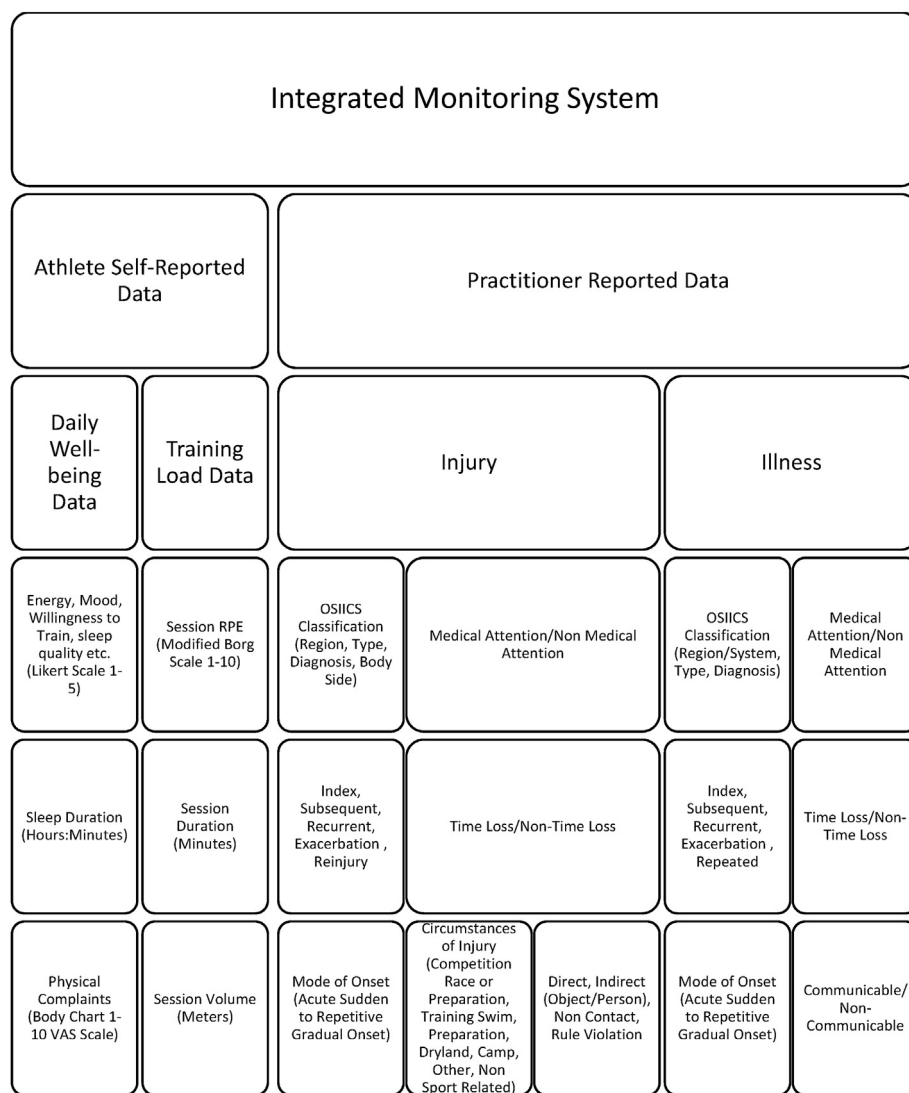 Integrated Monitoring System
Athlete Self-Reported
Data
Practitioner Reported Data
Daily
Well-
being
Data
Training
Load Data
Injury
Illness
Energy, Mood,
Willingness to
Train, sleep
quality etc.
(Likert Scale 1-
5)
Session RPE
(Modified Borg
Scale 1-10)
OSIICS
Classification
(Region, Type,
Diagnosis, Body
Side)
Medical Attention/Non Medical
Attention
OSIICS
Classification
(Region/System,
Type, Diagnosis)
Medical
Attention/Non
Medical
Attention
Sleep Duration
(Hours:Minutes)
Session
Duration
(Minutes)
Index,
Subsequent,
Recurrent,
Exacerbation ,
Reinjury
Time Loss/Non-Time Loss
Index,
Subsequent,
Recurrent,
Exacerbation ,
Repeated
Time Loss/Non-
Time Loss
Physical
Complaints
(Body Chart 1-
10 VAS Scale)
Session Volume
(Meters)
Mode of Onset
(Acute Sudden
to Repetitive
Gradual Onset)
Circumstances
of Injury
(Competition
Race or
Preparation,
Training Swim,
Preparation,
Dryland, Camp,
Other, Non
Sport Related)
Direct, Indirect
(Object/Person),
Non Contact,
Rule Violation
Mode of Onset
(Acute Sudden
to Repetitive
Gradual Onset)
Communicable/
Non-
Communicable